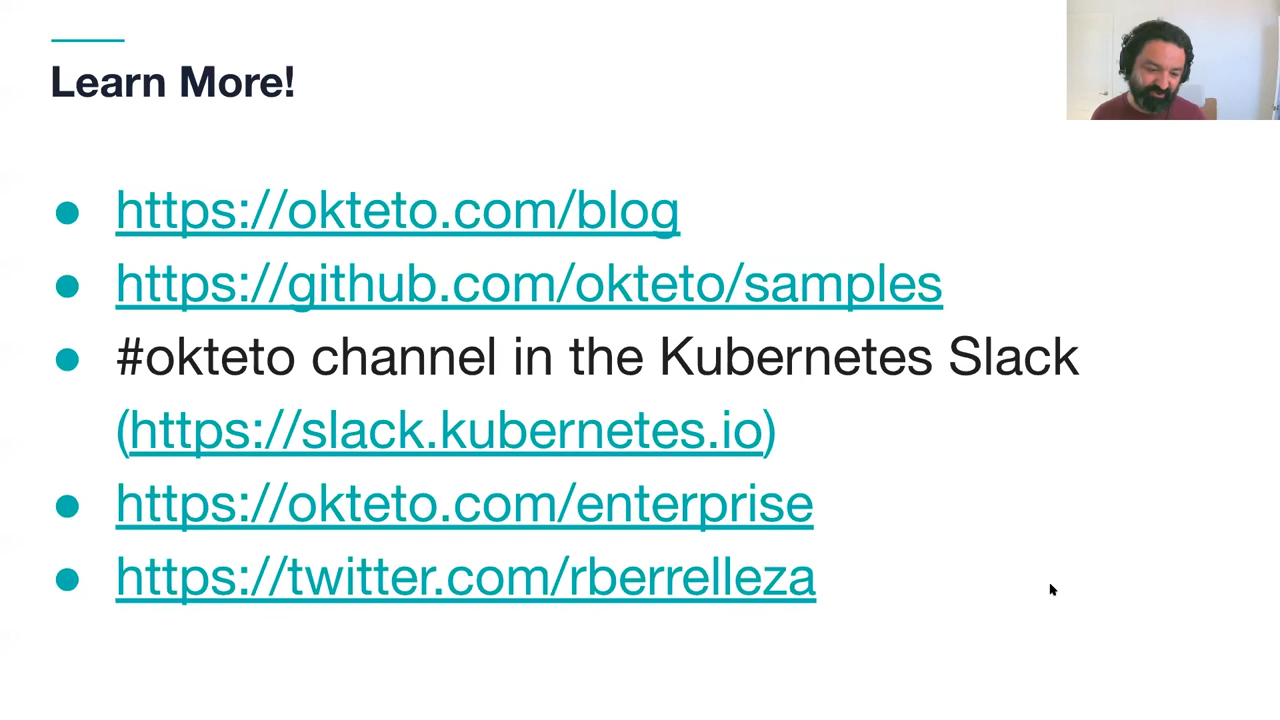 Learn More!
● https://okteto.com/blog
● https://github.com/okteto/samples
● #okteto channel in the Kubernetes Slack
(https://slack.kubernetes.io)
● https://okteto.com/enterprise
● https://twitter.com/rberrelleza